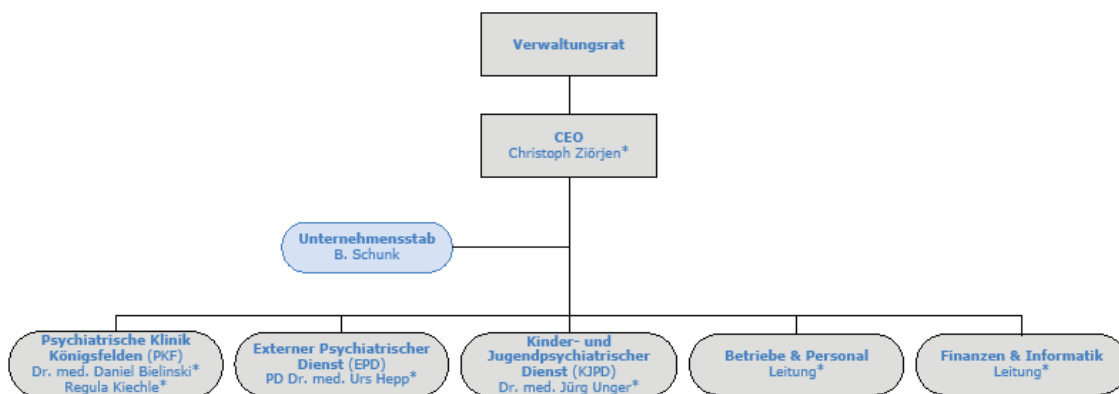 Verwaltungsrat
CEO
Christoph Ziörjen*
Unternehmensstab
B. Schunk
Psychiatrische Klinik
Königsfelden (PKF)
Dr. med. Daniel Bielinski*
Regula Kiechle*
Externer Psychiatrischer
Dienst (EPD)
PD Dr. med. Urs Hepp*
Kinder- und
Jugendpsychiatrischer
Dienst (KJPD)
Dr. med. Jürg Unger*
Betriebe & Personal
Leitung*
Finanzen & Informatik
Leitung*